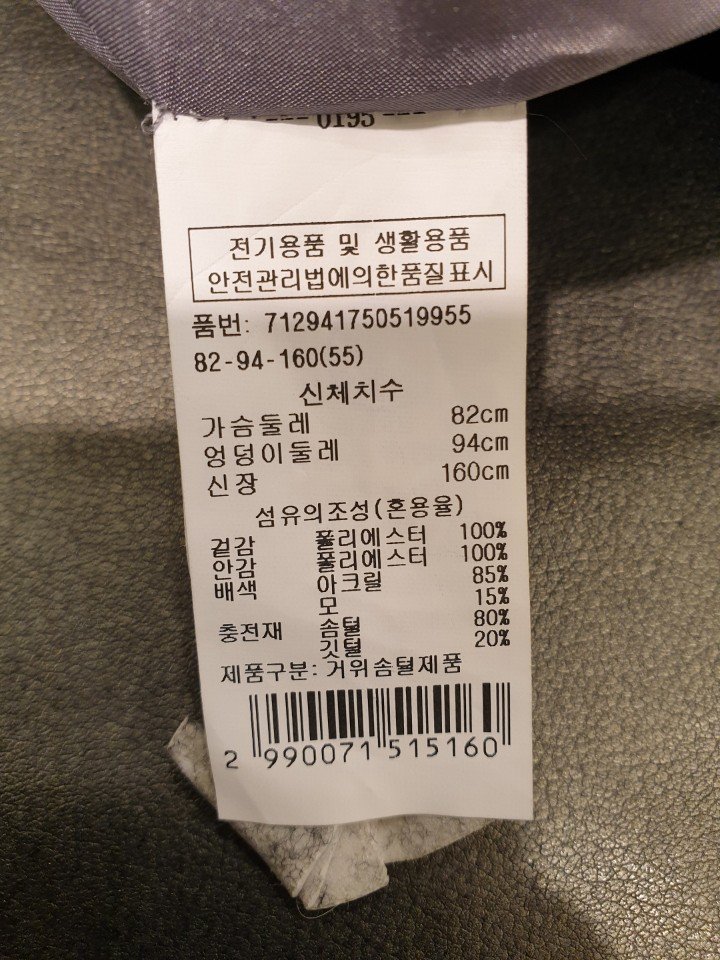 0195
전기용품 및 생활용품
안전관리법에의한품질표시
품번: 712941750519955
82-94-160(55)
신체치수
가슴둘레 82cm
엉덩이둘레 94cm
신장 160cm
섬유의조성(혼용율)
겉감 폴리에스터 100%
안감 폴리에스터 100%
배색 아크릴 85%
모 15%
충전재 솜털 80%
깃털 20%
제품구분: 거위솜털제품
2 990071 515160